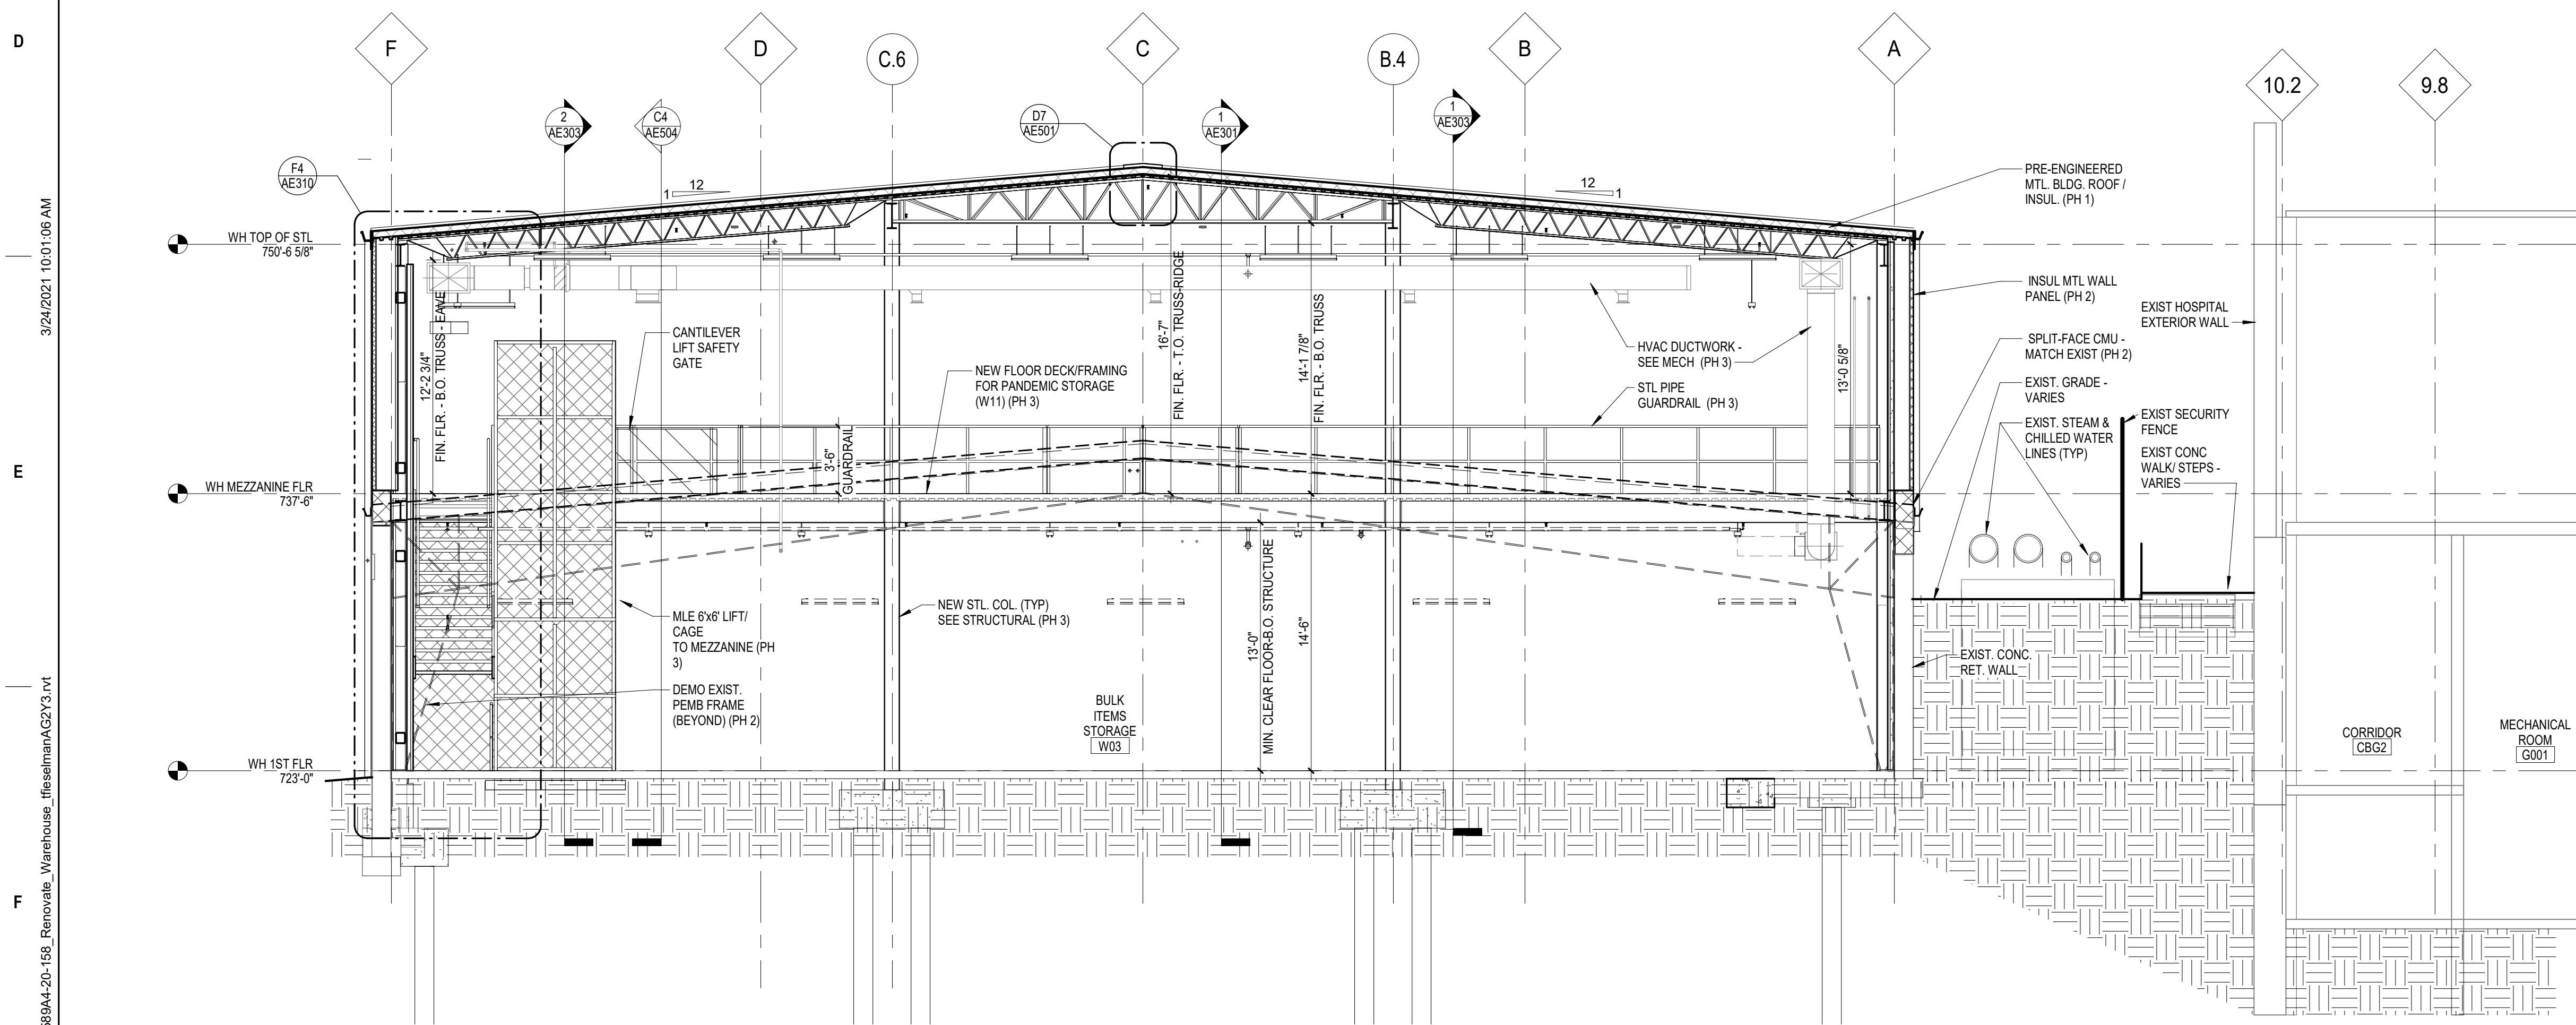 D
E
F
3/24/2021 10:01:06 AM
589A4-20-158_Renovate_Warehouse_tfieselmanAG2Y3.rvt
F
D
C.6
C
B.4
B
A
10.2
9.8
2
AE303
C4
AE504
D7
AE501
1
AE301
1
AE303
F4
AE310
12
1
12
1
WH TOP OF STL
750'-6 5/8"
WH MEZZANINE FLR
737'-6"
WH 1ST FLR
723'-0"
12'-2 3/4"
FIN. FLR. - B.O. TRUSS - EAVE
CANTILEVER
LIFT SAFETY
GATE
3'-6"
GUARDRAIL
NEW FLOOR DECK/FRAMING
FOR PANDEMIC STORAGE
(W11) (PH 3)
16'-7"
FIN. FLR. - T.O. TRUSS-RIDGE
14'-1 7/8"
FIN. FLR. - B.O. TRUSS
HVAC DUCTWORK -
SEE MECH (PH 3)
STL PIPE
GUARDRAIL (PH 3)
13'-0 5/8"
PRE-ENGINEERED
MTL. BLDG. ROOF /
INSUL. (PH 1)
INSUL MTL WALL
PANEL (PH 2)
SPLIT-FACE CMU -
MATCH EXIST (PH 2)
EXIST. GRADE -
VARIES
EXIST. STEAM &
CHILLED WATER
LINES (TYP)
EXIST HOSPITAL
EXTERIOR WALL
EXIST SECURITY
FENCE
EXIST CONC
WALK/ STEPS -
VARIES
MLE 6'x6' LIFT/
CAGE
TO MEZZANINE (PH
3)
DEMO EXIST.
PEMB FRAME
(BEYOND) (PH 2)
NEW STL. COL. (TYP)
SEE STRUCTURAL (PH 3)
BULK
ITEMS
STORAGE
W03
13'-0"
MIN. CLEAR FLOOR-B.O. STRUCTURE
14'-6"
EXIST. CONC.
RET. WALL
CORRIDOR
CBG2
MECHANICAL
ROOM
G001